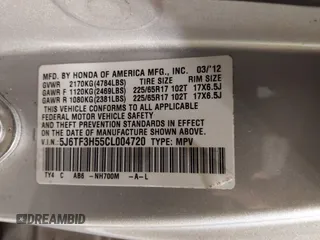 MFD. BY HONDA OF AMERICA MFG., INC. 03/'12
GVWR 2170KG(4784LBS) TIRE SIZE RIM SIZE
GAWR F 1120KG(2469LBS) 225/65R17 102T 17X6.5J
GAWR R 1080KG(2381LBS) 225/65R17 102T 17X6.5J
THIS VEHICLE CONFORMS TO ALL APPLICABLE
FEDERAL MOTOR VEHICLE SAFETY STANDARDS IN
EFFECT ON THE DATE OF MANUFACTURE SHOWN
ABOVE.
V.I.N. 5J6TF3H55CL004720 TYPE: MPV
TY4 C AB6 -NH700M -A-L
DREAMBID